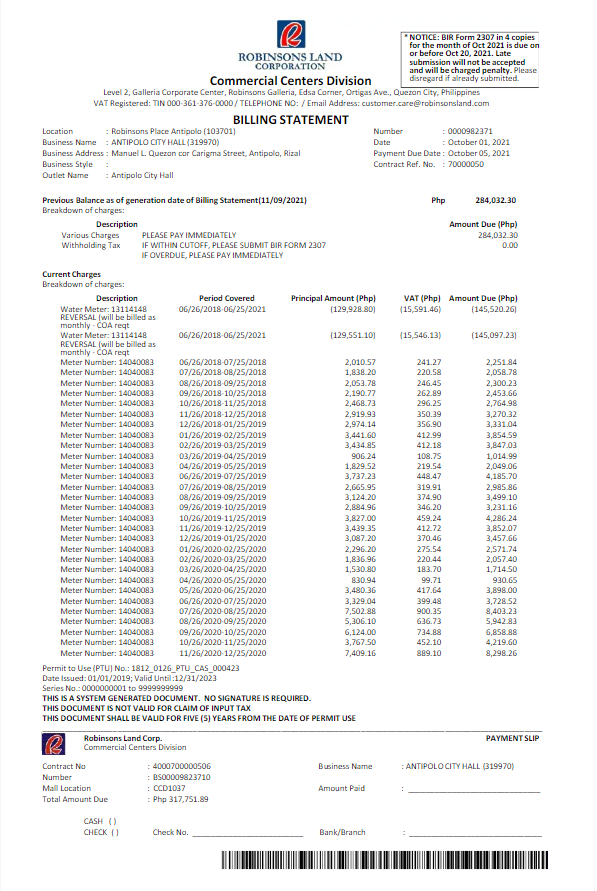 ROBINSONS LAND
CORPORATION
Commercial Centers Division
* NOTICE: BIR Form 2307 in 4 copies
for the month of Oct 2021 is due on
or before Oct 20, 2021. Late
submission will not be accepted
and will be charged penalty. Please
disregard if already submitted.
Level 2, Galleria Corporate Center, Robinsons Galleria, Edsa Corner, Ortigas Ave., Quezon City, Philippines
VAT Registered: TIN 000-361-376-0000 / TELEPHONE NO: / Email Address: customer.care@robinsonsland.com
BILLING STATEMENT
Location : Robinsons Place Antipolo (103701) Number : 0000982371
Business Name : ANTIPOLO CITY HALL (319970) Date : October 01, 2021
Business Address : Manuel L. Quezon cor Carigma Street, Antipolo, Rizal Payment Due Date : October 05, 2021
Business Style : Contract Ref. No. : 70000050
Outlet Name : Antipolo City Hall
Previous Balance as of generation date of Billing Statement(11/09/2021) Php 284,032.30
Breakdown of charges:
Description Amount Due (Php)
Various Charges PLEASE PAY IMMEDIATELY 284,032.30
Withholding Tax IF WITHIN CUTOFF, PLEASE SUBMIT BIR FORM 2307 0.00
IF OVERDUE, PLEASE PAY IMMEDIATELY
Current Charges
Breakdown of charges:
Description Period Covered Principal Amount (Php) VAT (Php) Amount Due (Php)
Water Meter: 13114148 06/26/2018-06/25/2021 (129,928.80) (15,591.46) (145,520.26)
REVERSAL (will be billed as
monthly - COA reqt
Water Meter: 13114148 06/26/2018-06/25/2021 (129,551.10) (15,546.13) (145,097.23)
REVERSAL (will be billed as
monthly - COA reqt
Meter Number: 14040083 06/26/2018-07/25/2018 2,010.57 241.27 2,251.84
Meter Number: 14040083 07/26/2018-08/25/2018 1,838.20 220.58 2,058.78
Meter Number: 14040083 08/26/2018-09/25/2018 2,053.78 246.45 2,300.23
Meter Number: 14040083 09/26/2018-10/25/2018 2,190.77 262.89 2,453.66
Meter Number: 14040083 10/26/2018-11/25/2018 2,468.73 296.25 2,764.98
Meter Number: 14040083 11/26/2018-12/25/2018 2,919.93 350.39 3,270.32
Meter Number: 14040083 12/26/2018-01/25/2019 2,974.14 356.90 3,331.04
Meter Number: 14040083 01/26/2019-02/25/2019 3,441.60 412.99 3,854.59
Meter Number: 14040083 02/26/2019-03/25/2019 3,434.85 412.18 3,847.03
Meter Number: 14040083 03/26/2019-04/25/2019 906.24 108.75 1,014.99
Meter Number: 14040083 04/26/2019-05/25/2019 1,829.52 219.54 2,049.06
Meter Number: 14040083 06/26/2019-07/25/2019 3,737.23 448.47 4,185.70
Meter Number: 14040083 07/26/2019-08/25/2019 2,665.95 319.91 2,985.86
Meter Number: 14040083 08/26/2019-09/25/2019 3,124.20 374.90 3,499.10
Meter Number: 14040083 09/26/2019-10/25/2019 2,884.96 346.20 3,231.16
Meter Number: 14040083 10/26/2019-11/25/2019 3,827.00 459.24 4,286.24
Meter Number: 14040083 11/26/2019-12/25/2019 3,439.35 412.72 3,852.07
Meter Number: 14040083 12/26/2019-01/25/2020 3,087.20 370.46 3,457.66
Meter Number: 14040083 01/26/2020-02/25/2020 2,296.20 275.54 2,571.74
Meter Number: 14040083 02/26/2020-03/25/2020 1,836.96 220.44 2,057.40
Meter Number: 14040083 03/26/2020-04/25/2020 1,530.80 183.70 1,714.50
Meter Number: 14040083 04/26/2020-05/25/2020 830.94 99.71 930.65
Meter Number: 14040083 05/26/2020-06/25/2020 3,480.36 417.64 3,898.00
Meter Number: 14040083 06/26/2020-07/25/2020 3,329.04 399.48 3,728.52
Meter Number: 14040083 07/26/2020-08/25/2020 7,502.88 900.35 8,403.23
Meter Number: 14040083 08/26/2020-09/25/2020 5,306.10 636.73 5,942.83
Meter Number: 14040083 09/26/2020-10/25/2020 6,124.00 734.88 6,858.88
Meter Number: 14040083 10/26/2020-11/25/2020 3,767.50 452.10 4,219.60
Meter Number: 14040083 11/26/2020-12/25/2020 7,409.16 889.10 8,298.26
Permit to Use (PTU) No.: 1812_0126_PTU_CAS_000423
Date Issued: 01/01/2019; Valid Until :12/31/2023
Series No.: 0000000001 to 9999999999
THIS IS A SYSTEM GENERATED DOCUMENT. NO SIGNATURE IS REQUIRED.
THIS DOCUMENT IS NOT VALID FOR CLAIM OF INPUT TAX
THIS DOCUMENT SHALL BE VALID FOR FIVE (5) YEARS FROM THE DATE OF PERMIT USE
Robinsons Land Corp. PAYMENT SLIP
Commercial Centers Division
Contract No : 4000700000506 Business Name : ANTIPOLO CITY HALL (319970)
Number : BS00009823710
Mall Location : CCD1037 Amount Paid :
Total Amount Due : Php 317,751.89
CASH ( )
CHECK ( ) Check No. Bank/Branch :